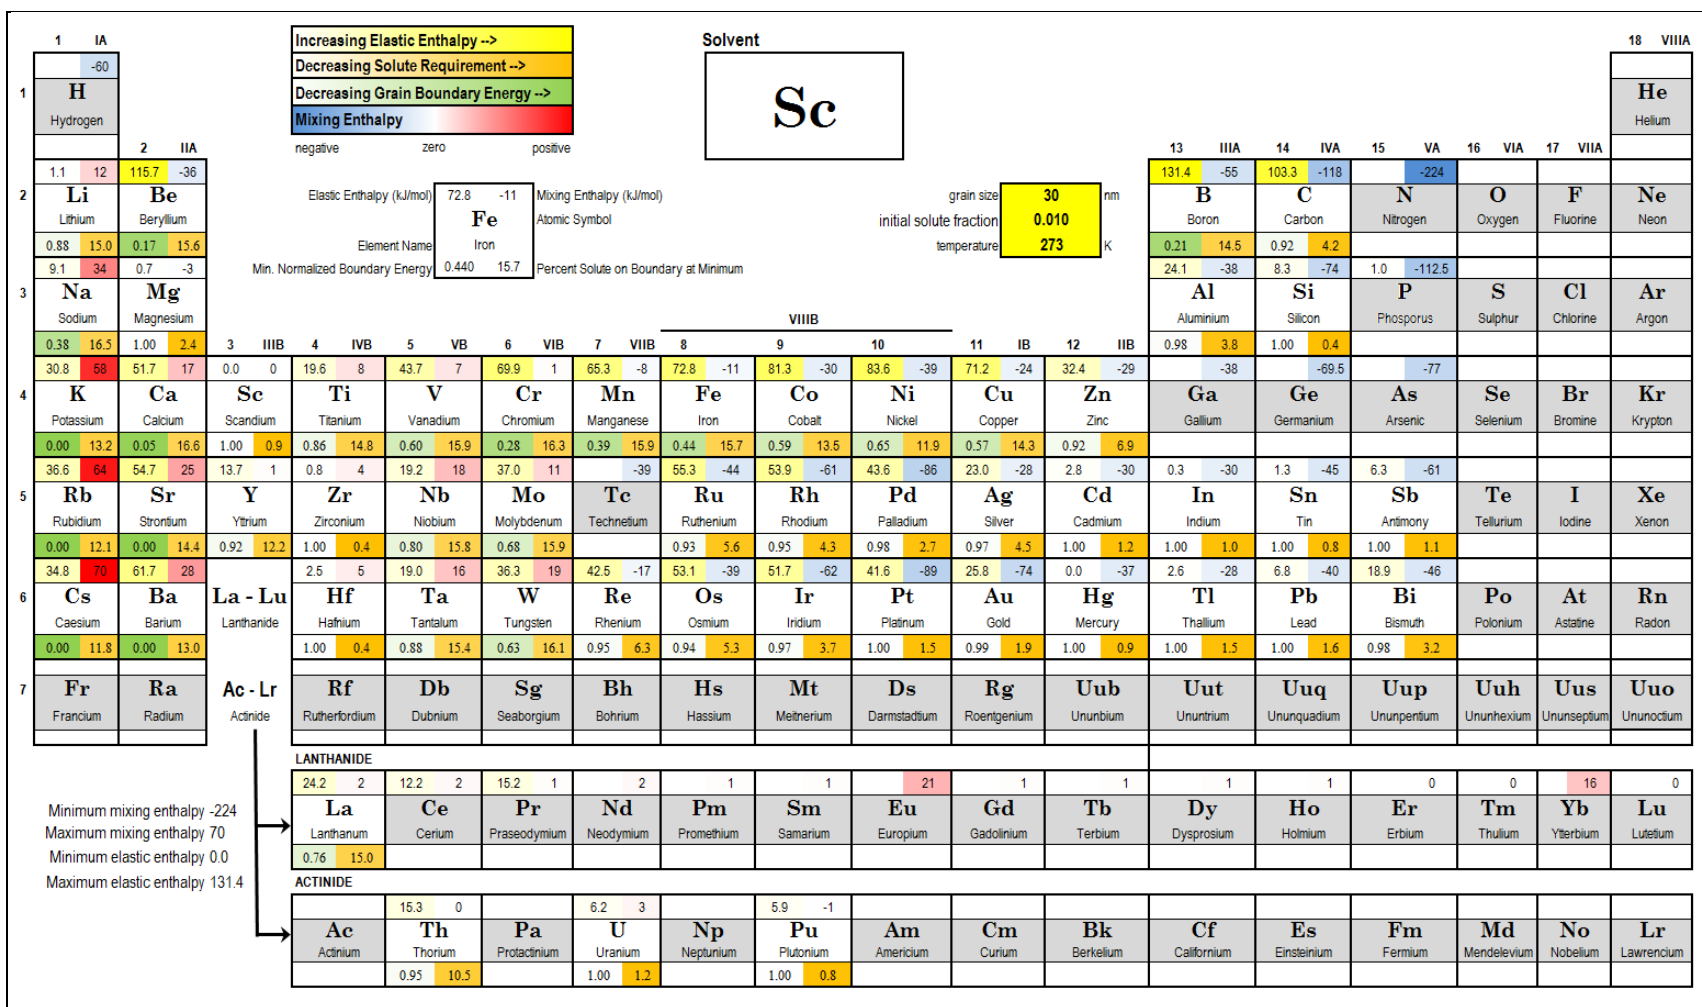 1 IA
Increasing Elastic Enthalpy -->
Solvent
18 VIIIA
-60
Decreasing Solute Requirement -->
1 H He
Decreasing Grain Boundary Energy -->
Sc
Hydrogen Helium
Mixing Enthalpy
2 IIA
negative zero positive
13 IIIA 14 IVA 15 VA 16 VIA 17 VIIA
1.1 12 115.7 -36 131.4 -55 103.3 -118 -224
2 Li Be B C N O F Ne
Elastic Enthalpy (kJ/mol) 72.8 -11 Mixing Enthalpy (kJ/mol)
grain size 30 nm
Lithium Beryllium Boron Carbon Nitrogen Oxygen Fluorine Neon
Fe Atomic Symbol
initial solute fraction 0.010
0.88 15.0 0.17 15.6 0.21 14.5 0.92 4.2
Element Name Iron
temperature 273 K
9.1 34 0.7 -3 24.1 -38 8.3 -74 1.0 -112.5
Min. Normalized Boundary Energy 0.440 15.7 Percent Solute on Boundary at Minimum
3 Na Mg Al Si P S Cl Ar
Sodium Magnesium Aluminium Silicon Phosporus Sulphur Chlorine Argon
VIIIB
0.38 16.5 1.00 2.4 3 IIIB 4 IVB 5 VB 6 VIB 7 VIIB 8 9 10 11 IB 12 IIB 0.98 3.8 1.00 0.4
30.8 58 51.7 17 0.0 0 19.6 8 43.7 7 69.9 1 65.3 -8 72.8 -11 81.3 -30 83.6 -39 71.2 -24 32.4 -29 -38 -69.5 -77
4 K Ca Sc Ti V Cr Mn Fe Co Ni Cu Zn Ga Ge As Se Br Kr
Potassium Calcium Scandium Titanium Vanadium Chromium Manganese Iron Cobalt Nickel Copper Zinc Gallium Germanium Arsenic Selenium Bromine Krypton
0.00 13.2 0.05 16.6 1.00 0.9 0.86 14.8 0.60 15.9 0.28 16.3 0.39 15.9 0.44 15.7 0.59 13.5 0.65 11.9 0.57 14.3 0.92 6.9
36.6 64 54.7 25 13.7 1 0.8 4 19.2 18 37.0 11 -39 55.3 -44 53.9 -61 43.6 -86 23.0 -28 2.8 -30 0.3 -30 1.3 -45 6.3 -61
5 Rb Sr Y Zr Nb Mo Tc Ru Rh Pd Ag Cd In Sn Sb Te I Xe
Rubidium Strontium Yttrium Zirconium Niobium Molybdenum Technetium Ruthenium Rhodium Palladium Silver Cadmium Indium Tin Antimony Tellurium Iodine Xenon
0.00 12.1 0.00 14.4 0.92 12.2 1.00 0.4 0.80 15.8 0.68 15.9 0.93 5.6 0.95 4.3 0.98 2.7 0.97 4.5 1.00 1.2 1.00 1.0 1.00 0.8 1.00 1.1
34.8 70 61.7 28 2.5 5 19.0 16 36.3 19 42.5 -17 53.1 -39 51.7 -62 41.6 -89 25.8 -74 0.0 -37 2.6 -28 6.8 -40 18.9 -46
6 Cs Ba La - Lu Hf Ta W Re Os Ir Pt Au Hg Tl Pb Bi Po At Rn
Caesium Barium Lanthanide Hafnium Tantalum Tungsten Rhenium Osmium Iridium Platinum Gold Mercury Thallium Lead Bismuth Polonium Astatine Radon
0.00 11.8 0.00 13.0 1.00 0.4 0.88 15.4 0.63 16.1 0.95 6.3 0.94 5.3 0.97 3.7 1.00 1.5 0.99 1.9 1.00 0.9 1.00 1.5 1.00 1.6 0.98 3.2
7 Fr Ra Ac - Lr Rf Db Sg Bh Hs Mt Ds Rg Uub Uut Uuq Uup Uuh Uus Uuo
Francium Radium Actinide Rutherfordium Dubnium Seaborgium Bohrium Hassium Meitnerium Darmstadtium Roentgenium Ununbium Ununtrium Ununquadium Ununpentium Ununhexium Ununseptium Ununoctium
LANTHANIDE
24.2 2 12.2 2 15.2 1 2 1 1 21 1 1 1 1 0 0 16 0
Minimum mixing enthalpy -224
La Ce Pr Nd Pm Sm Eu Gd Tb Dy Ho Er Tm Yb Lu
Maximum mixing enthalpy 70
Lanthanum Cerium Praseodymium Neodymium Promethium Samarium Europium Gadolinium Terbium Dysprosium Holmium Erbium Thulium Ytterbium Lutetium
Minimum elastic enthalpy 0.0
0.76 15.0
Maximum elastic enthalpy 131.4
ACTINIDE
15.3 0 6.2 3 5.9 -1
Ac Th Pa U Np Pu Am Cm Bk Cf Es Fm Md No Lr
Actinium Thorium Protactinium Uranium Neptunium Plutonium Americium Curium Berkelium Californium Einsteinium Fermium Mendelevium Nobelium Lawrencium
0.95 10.5 1.00 1.2 1.00 0.8